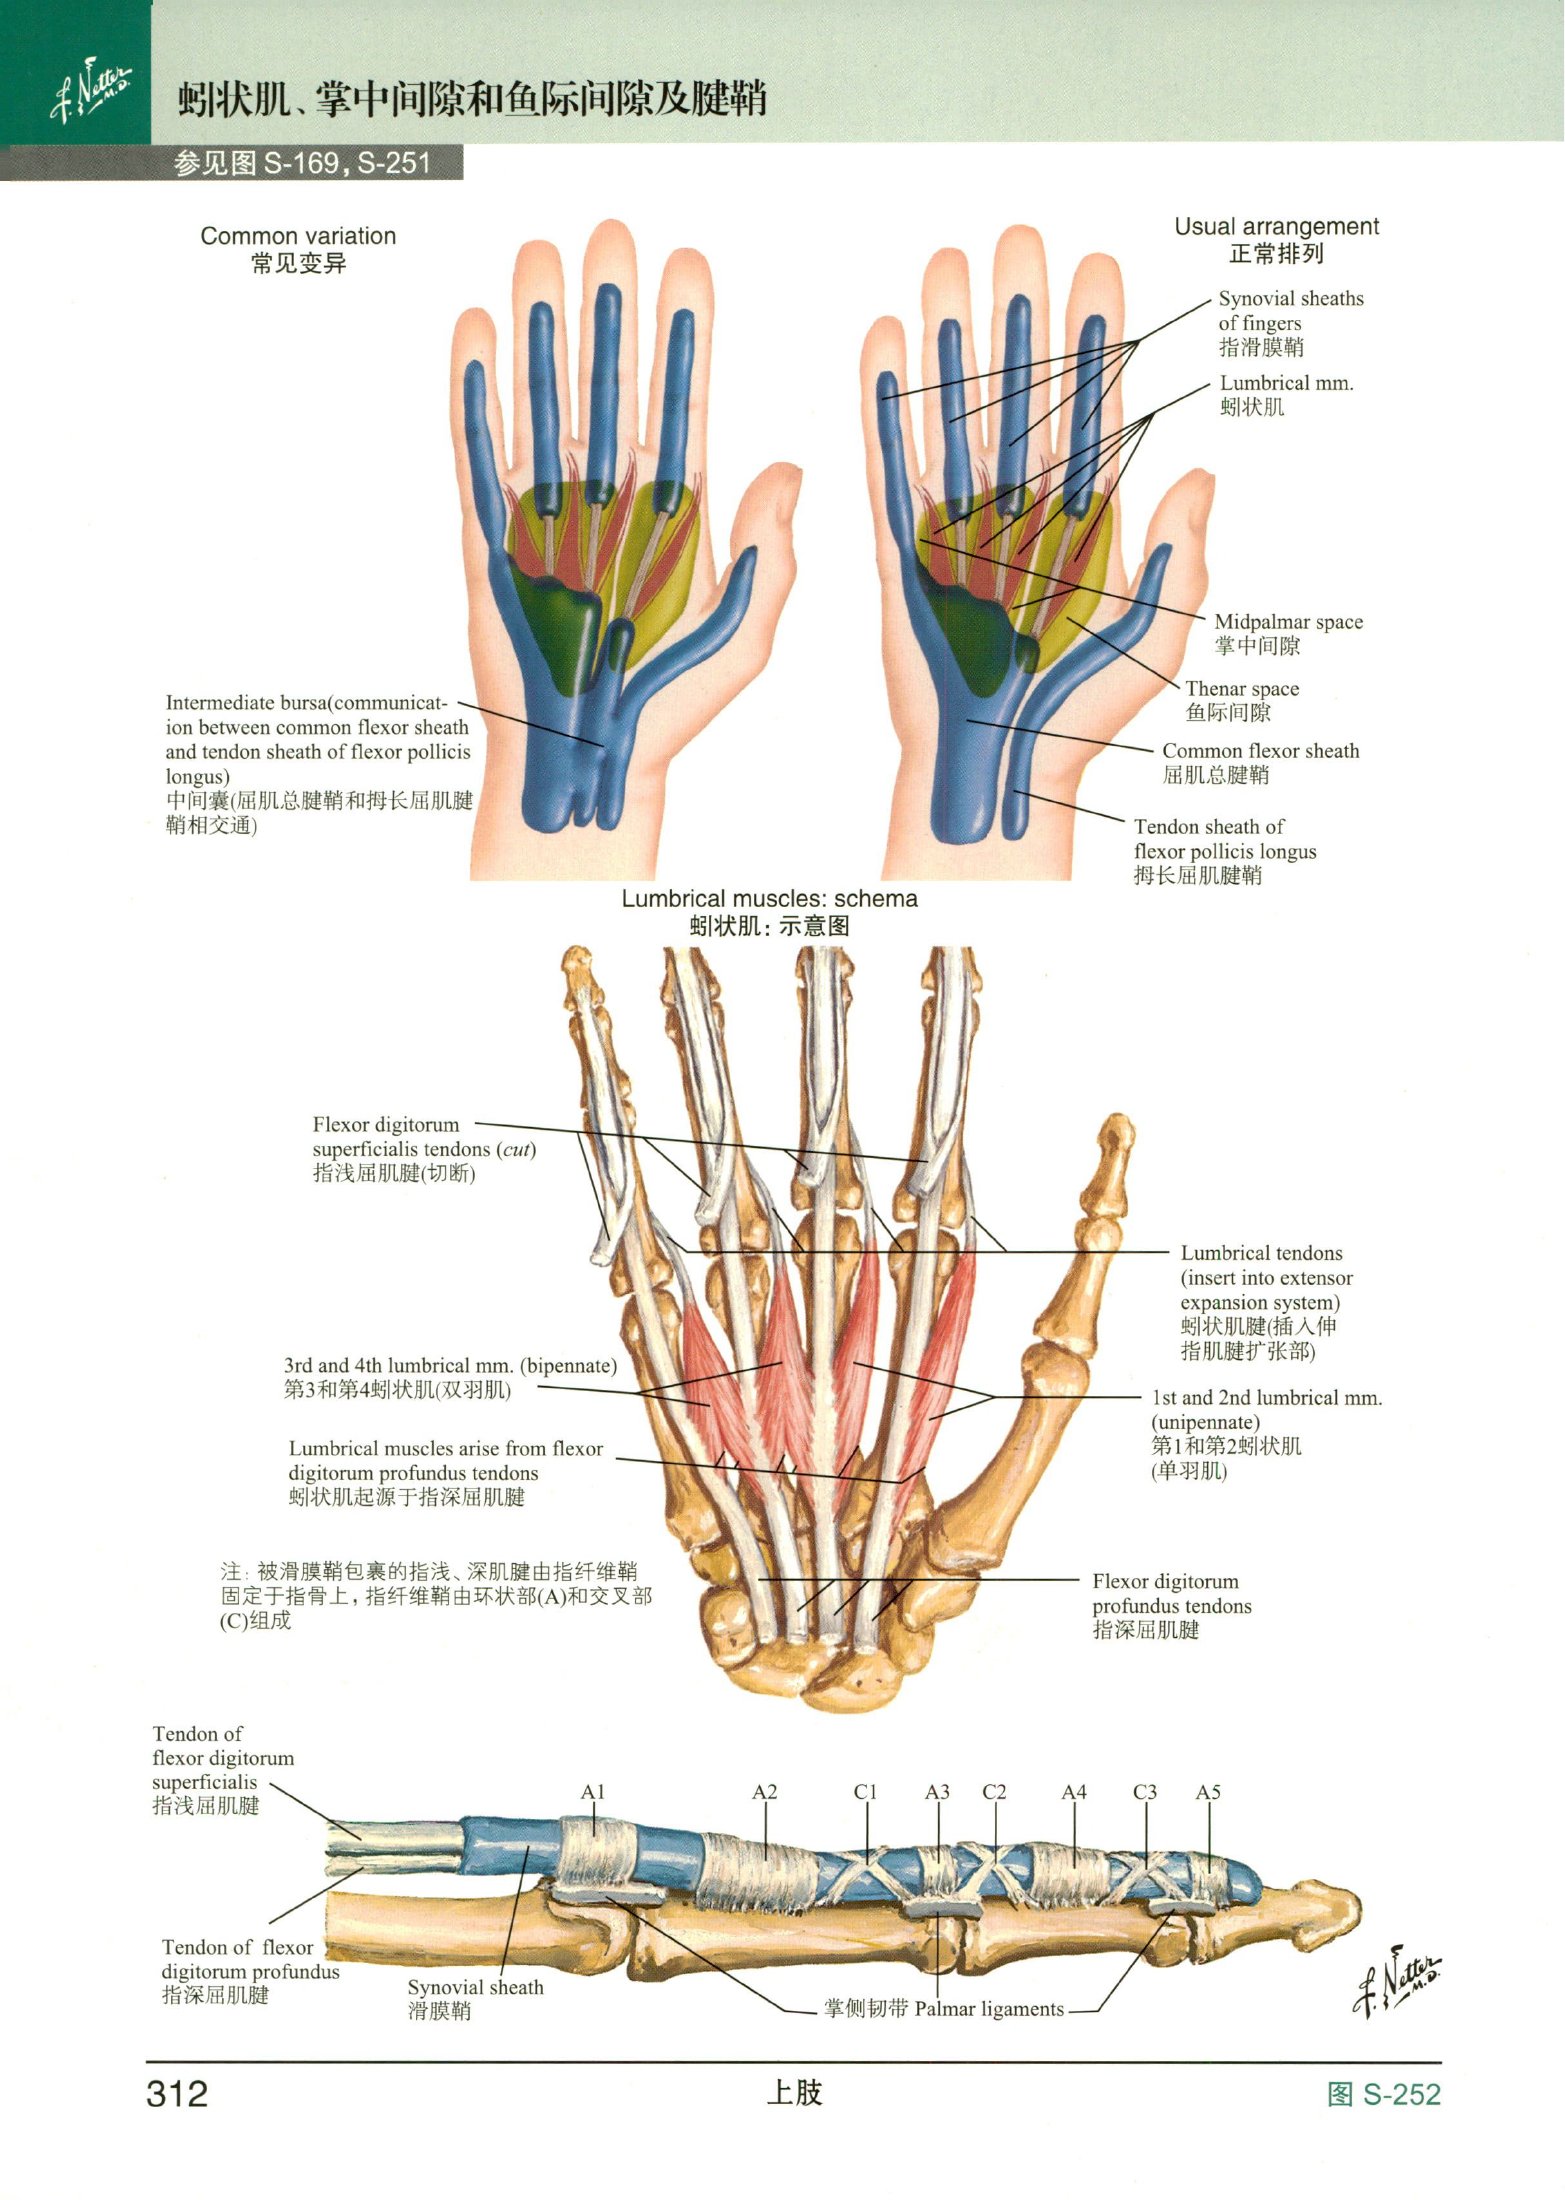 F. Netter M.D.
蚓状肌、掌中间隙和鱼际间隙及腱鞘
参见图 S-169, S-251
Common variation
常见变异
Usual arrangement
正常排列
Synovial sheaths
of fingers
指滑膜鞘
Lumbrical mm.
蚓状肌
Midpalmar space
掌中间隙
Thenar space
鱼际间隙
Common flexor sheath
屈肌总腱鞘
Tendon sheath of
flexor pollicis longus
拇长屈肌腱鞘
Intermediate bursa(communicat-
ion between common flexor sheath
and tendon sheath of flexor pollicis
longus)
中间囊(屈肌总腱鞘和拇长屈肌腱
鞘相交通)
Lumbrical muscles: schema
蚓状肌: 示意图
Flexor digitorum
superficialis tendons (cut)
指浅屈肌腱(切断)
Lumbrical tendons
(insert into extensor
expansion system)
蚓状肌腱(插入伸
指肌腱扩张部)
3rd and 4th lumbrical mm. (bipennate)
第3和第4蚓状肌(双羽肌)
1st and 2nd lumbrical mm.
(unipennate)
第1和第2蚓状肌
(单羽肌)
Lumbrical muscles arise from flexor
digitorum profundus tendons
蚓状肌起源于指深屈肌腱
注: 被滑膜鞘包裹的指浅、深肌腱由指纤维鞘
固定于指骨上, 指纤维鞘由环状部(A)和交叉部
(C)组成
Flexor digitorum
profundus tendons
指深屈肌腱
Tendon of
flexor digitorum
superficialis
指浅屈肌腱
A1 A2 C1 A3 C2 A4 C3 A5
Tendon of flexor
digitorum profundus
指深屈肌腱
Synovial sheath
滑膜鞘
掌侧韧带 Palmar ligaments
F. Netter M.D.
312 上肢 图 S-252